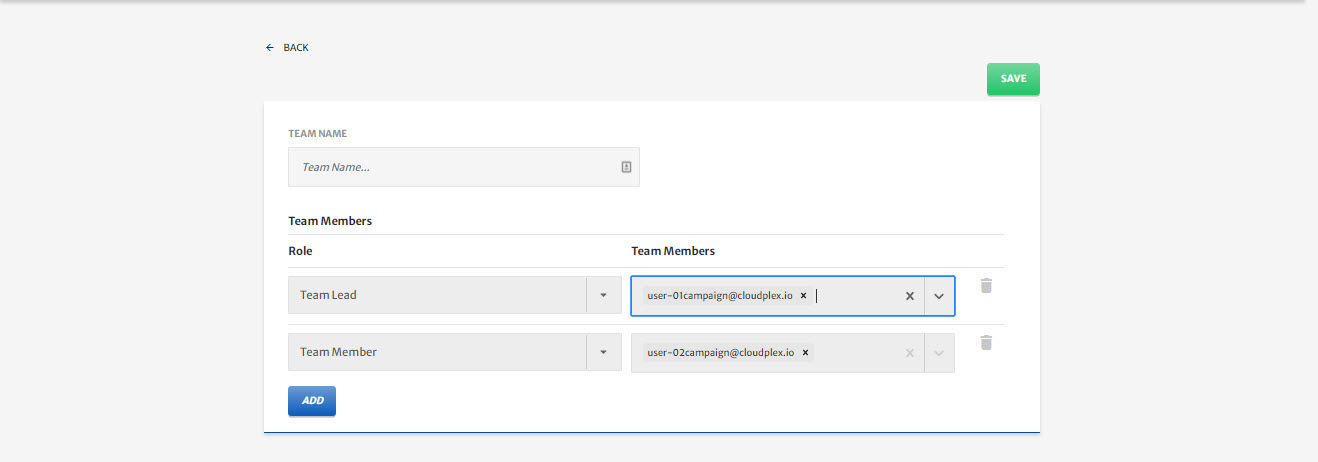 BACK
SAVE
TEAM NAME
Team Name...
Team Members
Role Team Members
Team Lead user-01campaign@cloudplex.io
Team Member user-02campaign@cloudplex.io
ADD